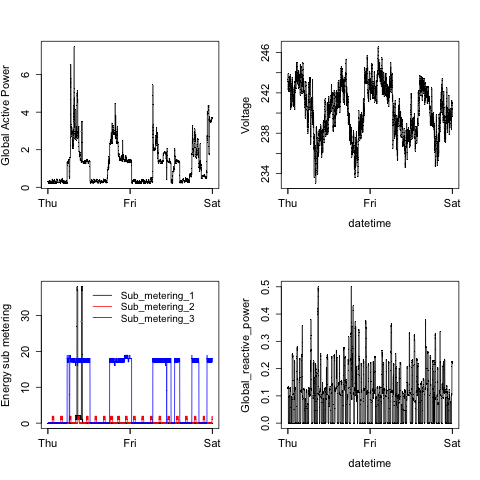 Global Active Power
0 2 4 6
Thu Fri Sat
Voltage
234 238 242 246
Thu Fri Sat
datetime
Energy sub metering
0 10 20 30
Sub_metering_1
Sub_metering_2
Sub_metering_3
Thu Fri Sat
Global_reactive_power
0.0 0.1 0.2 0.3 0.4 0.5
Thu Fri Sat
datetime